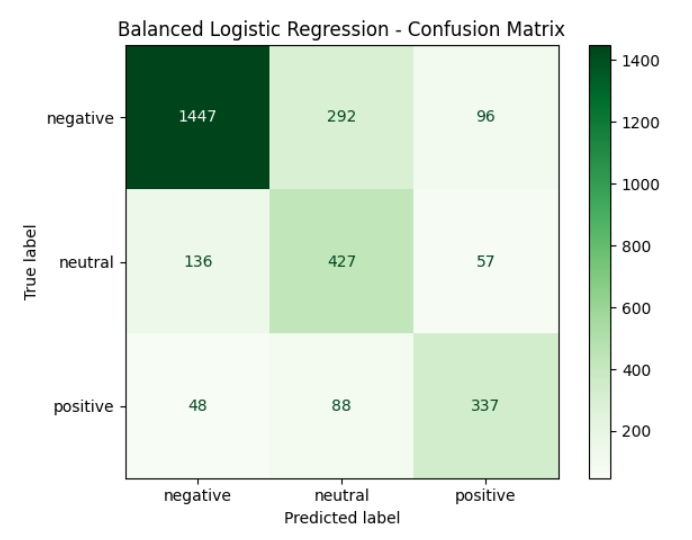 Balanced Logistic Regression - Confusion Matrix
negative 1447 292 96
neutral 136 427 57
positive 48 88 337
negative neutral positive
Predicted label
True label
1400
1200
1000
800
600
400
200